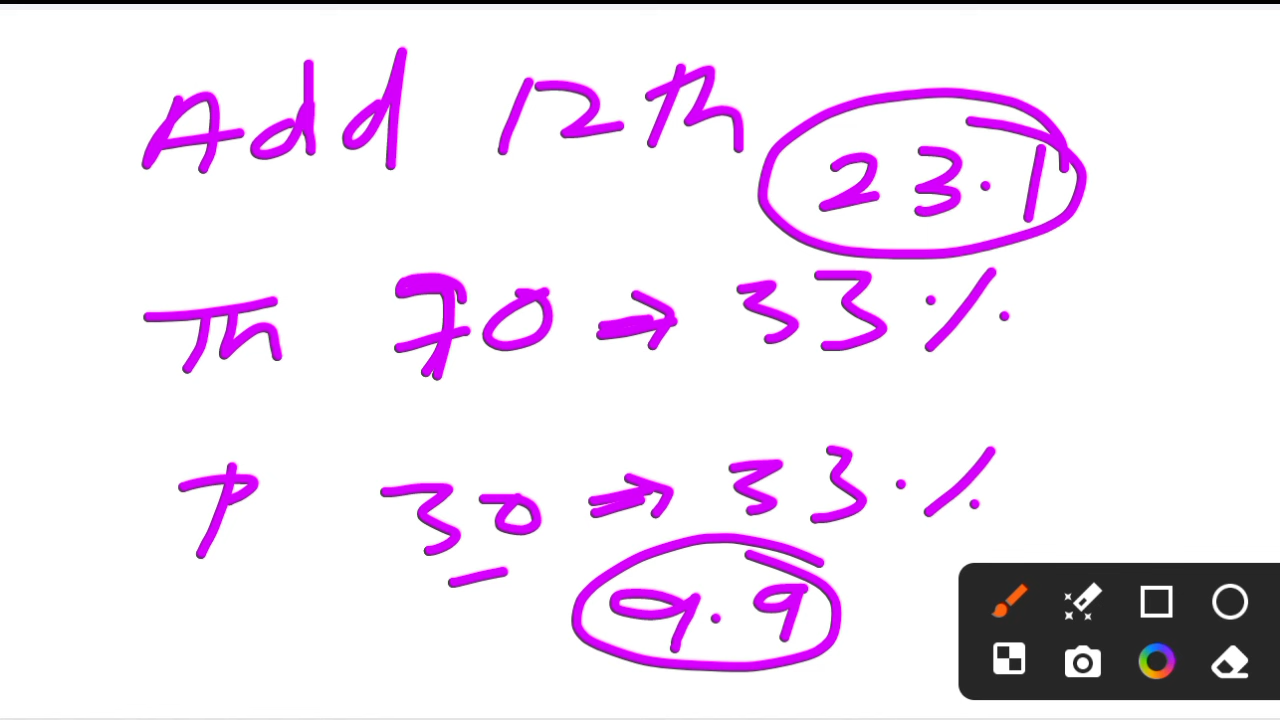 Add 12th 23.1
Th 70 → 33%
P 30 → 33%
9.9